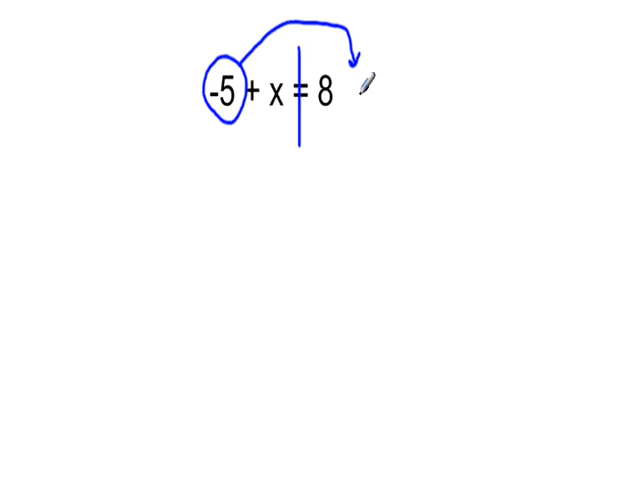 -5 + x = 8